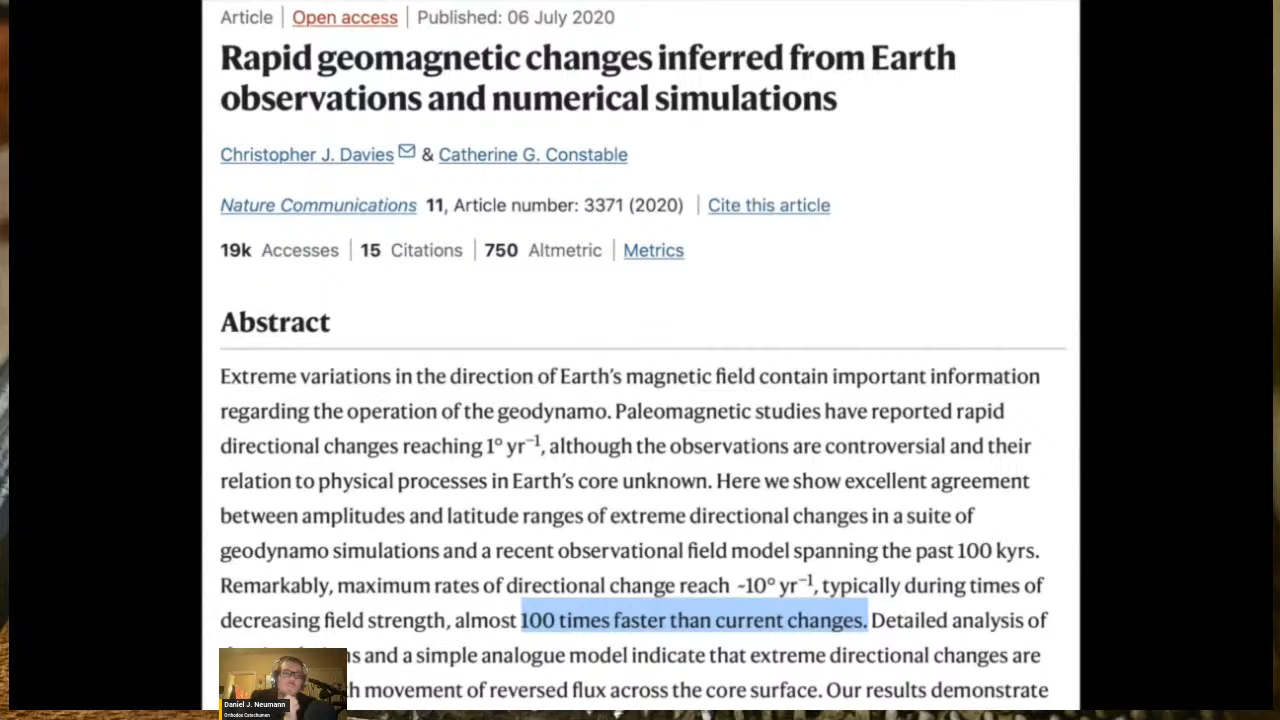 Article | Open access | Published: 06 July 2020
Rapid geomagnetic changes inferred from Earth
observations and numerical simulations
Christopher J. Davies & Catherine G. Constable
Nature Communications 11, Article number: 3371 (2020) | Cite this article
19k Accesses | 15 Citations | 750 Altmetric | Metrics
Abstract
Extreme variations in the direction of Earth’s magnetic field contain important information
regarding the operation of the geodynamo. Paleomagnetic studies have reported rapid
directional changes reaching 1° yr⁻¹, although the observations are controversial and their
relation to physical processes in Earth’s core unknown. Here we show excellent agreement
between amplitudes and latitude ranges of extreme directional changes in a suite of
geodynamo simulations and a recent observational field model spanning the past 100 kyrs.
Remarkably, maximum rates of directional change reach ~10° yr⁻¹, typically during times of
decreasing field strength, almost 100 times faster than current changes. Detailed analysis of
and a simple analogue model indicate that extreme directional changes are
movement of reversed flux across the core surface. Our results demonstrate
Daniel J. Neumann
Orthodox Catechumen